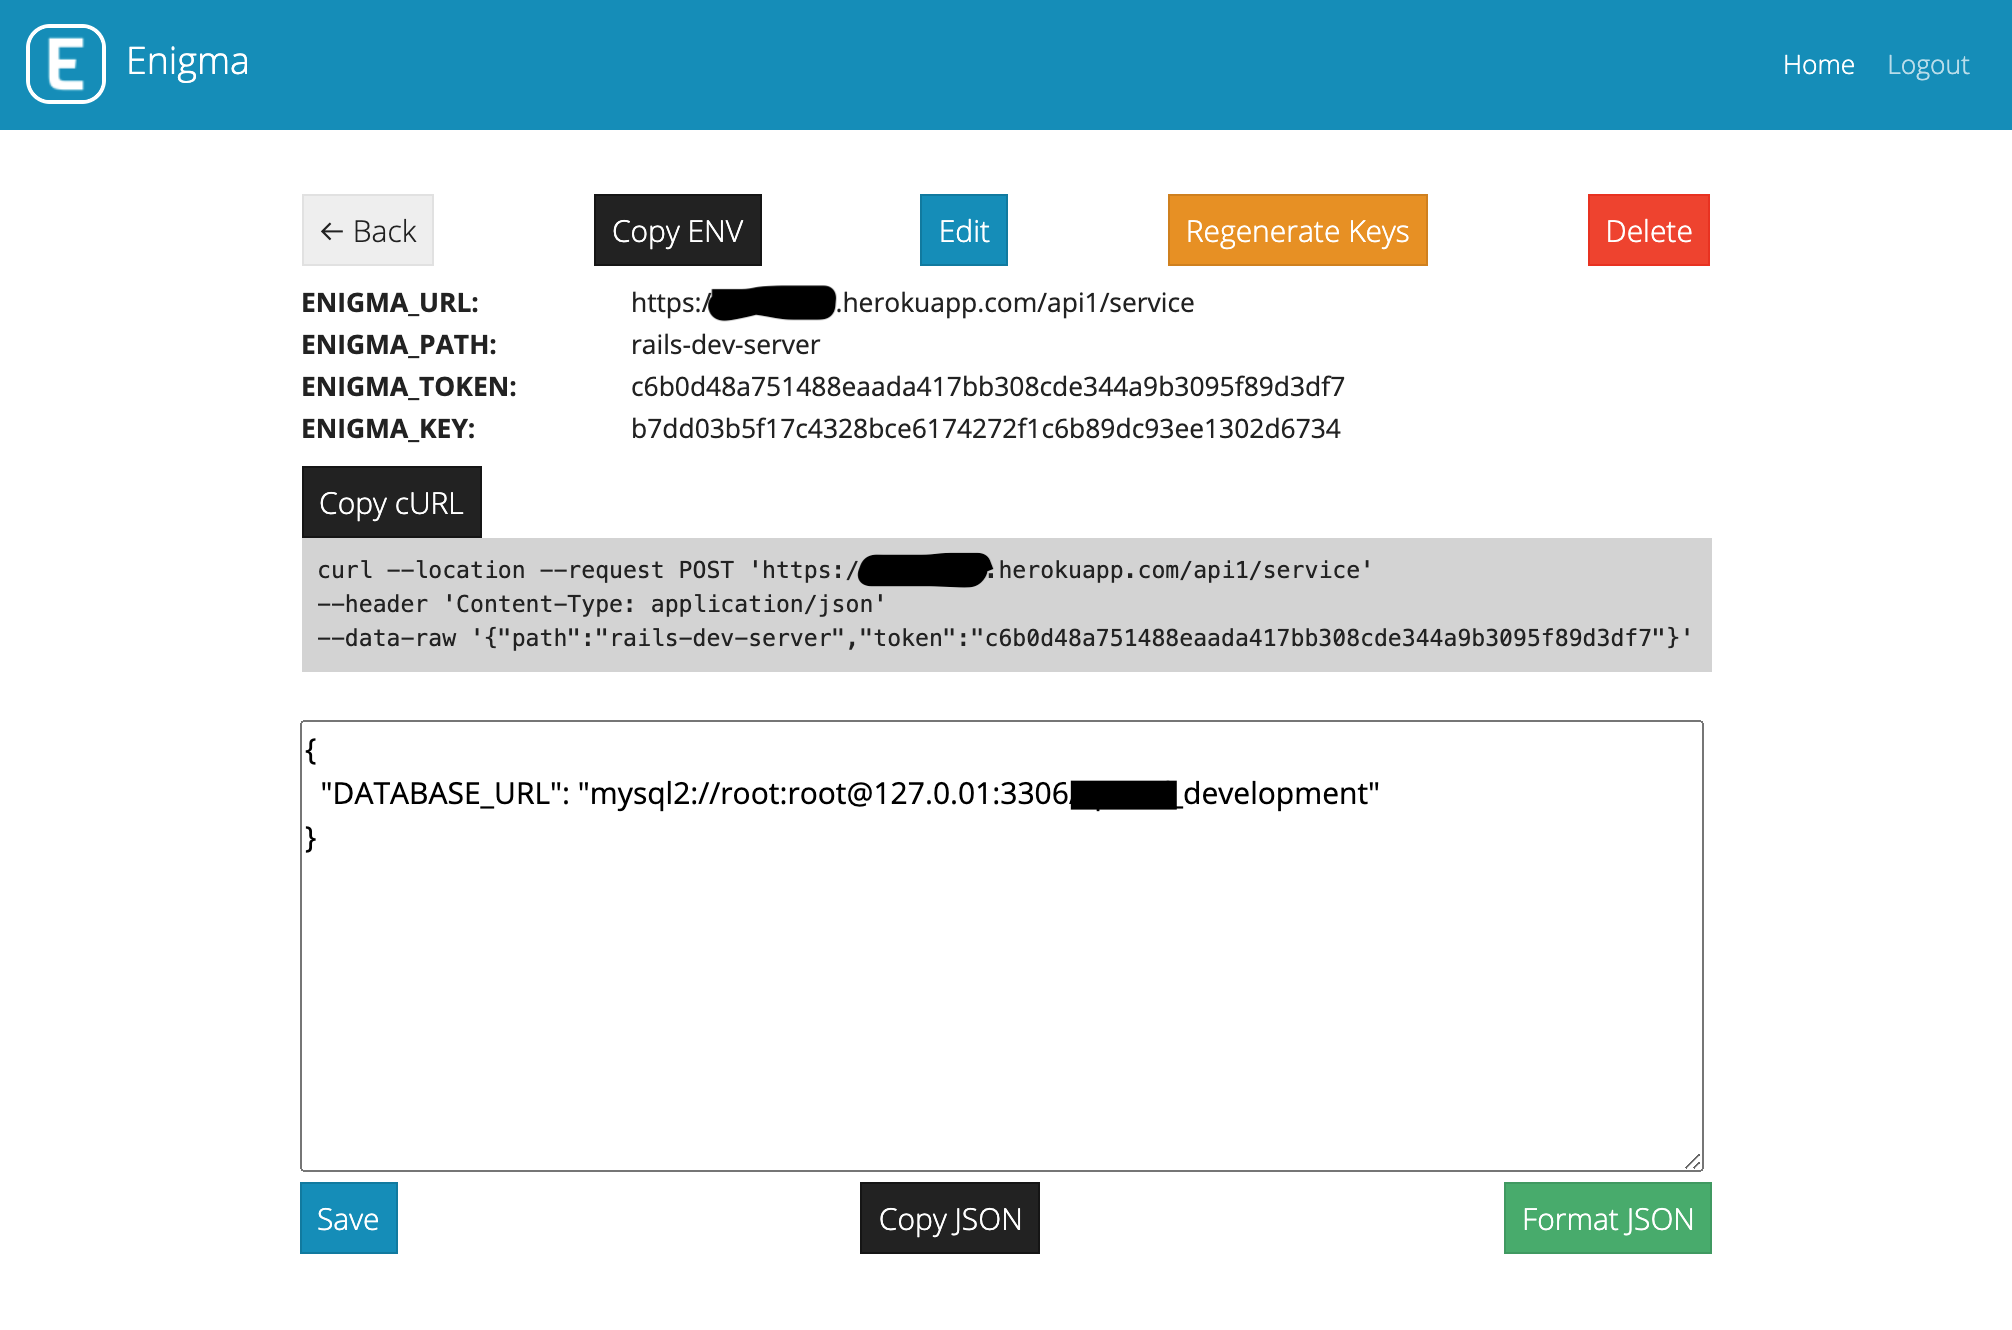 E Enigma Home Logout
← Back Copy ENV Edit Regenerate Keys Delete
ENIGMA_URL: https:/ .herokuapp.com/api1/service
ENIGMA_PATH: rails-dev-server
ENIGMA_TOKEN: c6b0d48a751488eaada417bb308cde344a9b3095f89d3df7
ENIGMA_KEY: b7dd03b5f17c4328bce6174272f1c6b89dc93ee1302d6734
Copy cURL
curl --location --request POST 'https:/ .herokuapp.com/api1/service'
--header 'Content-Type: application/json'
--data-raw '{"path":"rails-dev-server","token":"c6b0d48a751488eaada417bb308cde344a9b3095f89d3df7"}'
{
"DATABASE_URL": "mysql2://root:root@127.0.01:3306 _development"
}
Save Copy JSON Format JSON